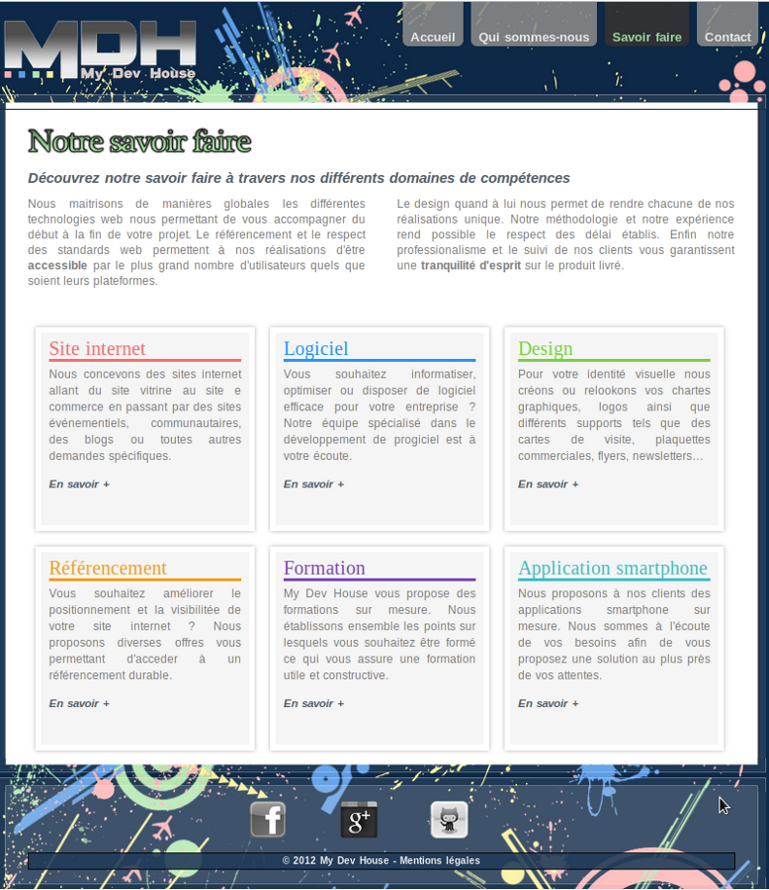 MDH
My Dev House
Accueil
Qui sommes-nous
Savoir faire
Contact
Notre savoir faire
Découvrez notre savoir faire à travers nos différents domaines de compétences
Nous maitrisons de manières globales les différentes
technologies web nous permettant de vous accompagner du
début à la fin de votre projet. Le référencement et le respect
des standards web permettent à nos réalisations d'être
accessible par le plus grand nombre d'utilisateurs quels que
soient leurs plateformes.
Le design quand à lui nous permet de rendre chacune de nos
réalisations unique. Notre méthodologie et notre expérience
rend possible le respect des délai établis. Enfin notre
professionalisme et le suivi de nos clients vous garantissent
une tranquilité d'esprit sur le produit livré.
Site internet
Nous concevons des sites internet
allant du site vitrine au site e
commerce en passant par des sites
événementiels, communautaires,
des blogs ou toutes autres
demandes spécifiques.
En savoir +
Logiciel
Vous souhaitez informatiser,
optimiser ou disposer de logiciel
efficace pour votre entreprise ?
Notre équipe spécialisé dans le
développement de progiciel est à
votre écoute.
En savoir +
Design
Pour votre identité visuelle nous
créons ou relookons vos chartes
graphiques, logos ainsi que
différents supports tels que des
cartes de visite, plaquettes
commerciales, flyers, newsletters...
En savoir +
Référencement
Vous souhaitez améliorer le
positionnement et la visibilitée de
votre site internet ? Nous
proposons diverses offres vous
permettant d'acceder à un
référencement durable.
En savoir +
Formation
My Dev House vous propose des
formations sur mesure. Nous
établissons ensemble les points sur
lesquels vous souhaitez être formé
ce qui vous assure une formation
utile et constructive.
En savoir +
Application smartphone
Nous proposons à nos clients des
applications smartphone sur
mesure. Nous sommes à l'écoute
de vos besoins afin de vous
proposez une solution au plus près
de vos attentes.
En savoir +
f
g+
© 2012 My Dev House - Mentions légales